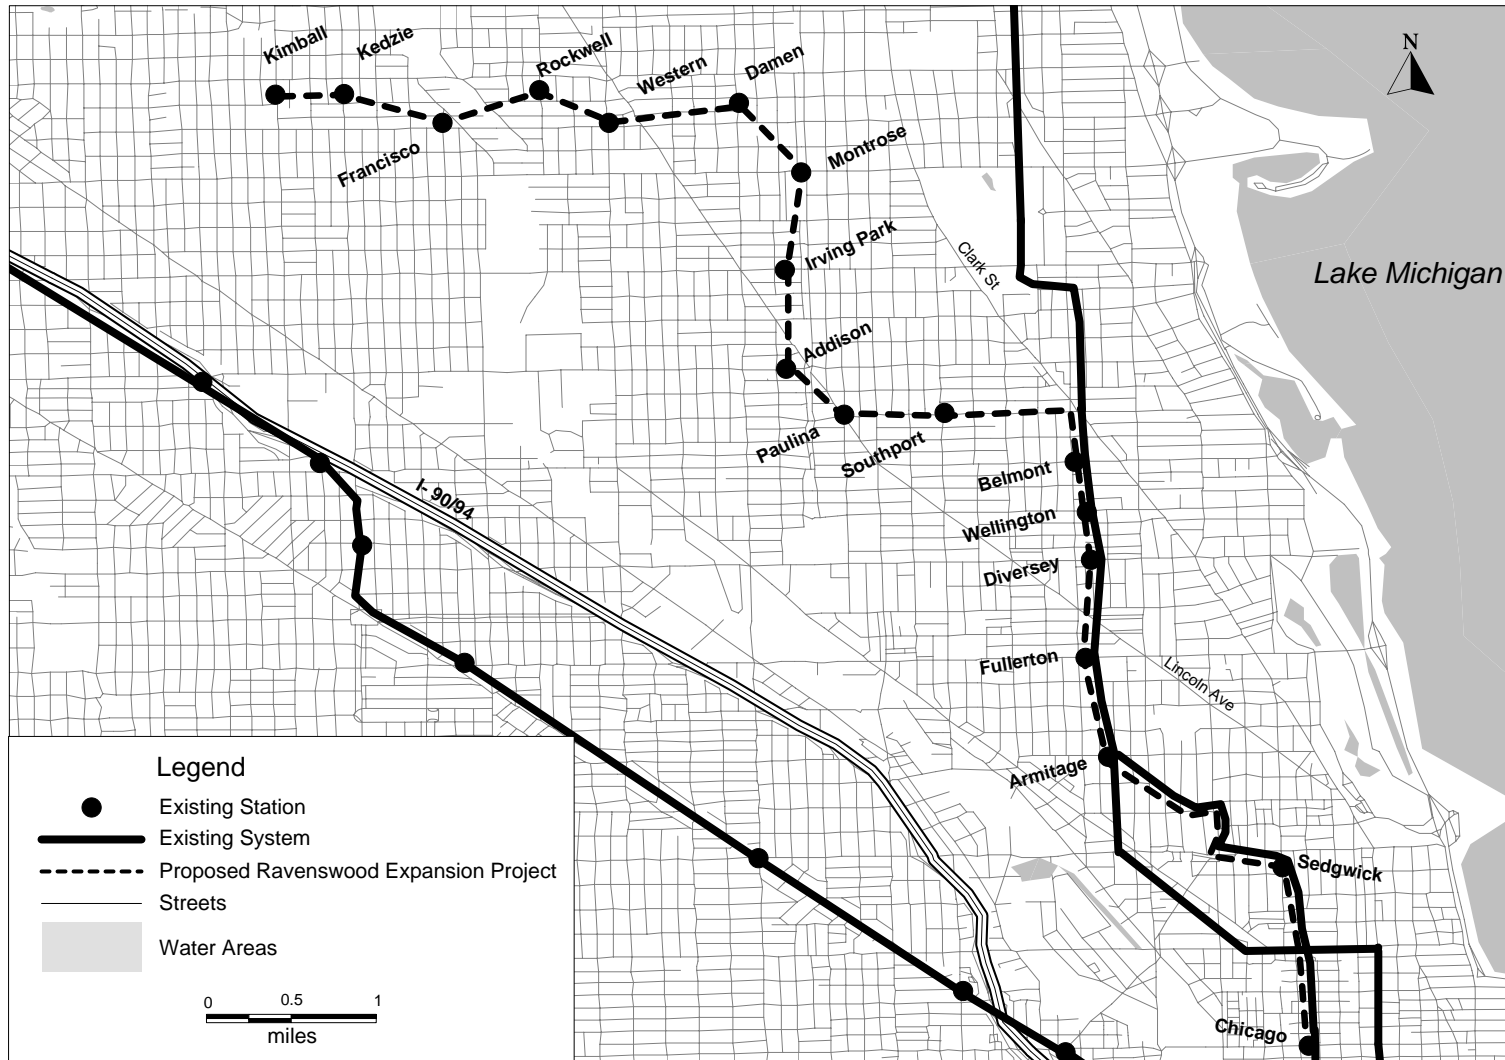 Kimball
Kedzie
Rockwell
Western
Damen
N
Francisco
Montrose
Irving Park
Clark St
Lake Michigan
Addison
Paulina
Southport
Belmont
I- 90/94
Wellington
Diversey
Fullerton
Lincoln Ave
Armitage
Sedgwick
Chicago
Legend
Existing Station
Existing System
Proposed Ravenswood Expansion Project
Streets
Water Areas
0 0.5 1
miles